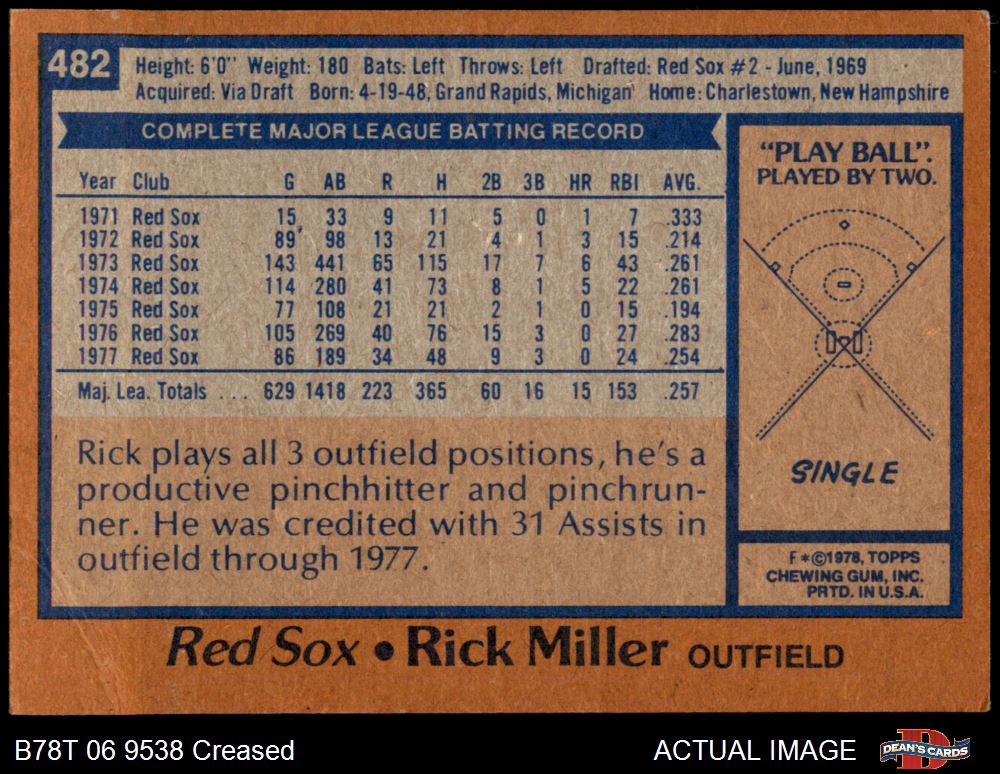 482
Height: 6'0" Weight: 180 Bats: Left Throws: Left Drafted: Red Sox #2 - June, 1969
Acquired: Via Draft Born: 4-19-48, Grand Rapids, Michigan Home: Charlestown, New Hampshire
COMPLETE MAJOR LEAGUE BATTING RECORD
Year Club G AB R H 2B 3B HR RBI AVG.
1971 Red Sox 15 33 9 11 5 0 1 7 .333
1972 Red Sox 89 98 13 21 4 1 3 15 .214
1973 Red Sox 143 441 65 115 17 7 6 43 .261
1974 Red Sox 114 280 41 73 8 1 5 22 .261
1975 Red Sox 77 108 21 21 2 1 0 15 .194
1976 Red Sox 105 269 40 76 15 3 0 27 .283
1977 Red Sox 86 189 34 48 9 3 0 24 .254
Maj. Lea. Totals ... 629 1418 223 365 60 16 15 153 .257
Rick plays all 3 outfield positions, he's a
productive pinchhitter and pinchrun-
ner. He was credited with 31 Assists in
outfield through 1977.
"PLAY BALL".
PLAYED BY TWO.
SINGLE
F*©1978, TOPPS
CHEWING GUM, INC.
PRTD. IN U.S.A.
Red Sox • Rick Miller OUTFIELD
B78T 06 9538 Creased
ACTUAL IMAGE
DEAN'S CARDS